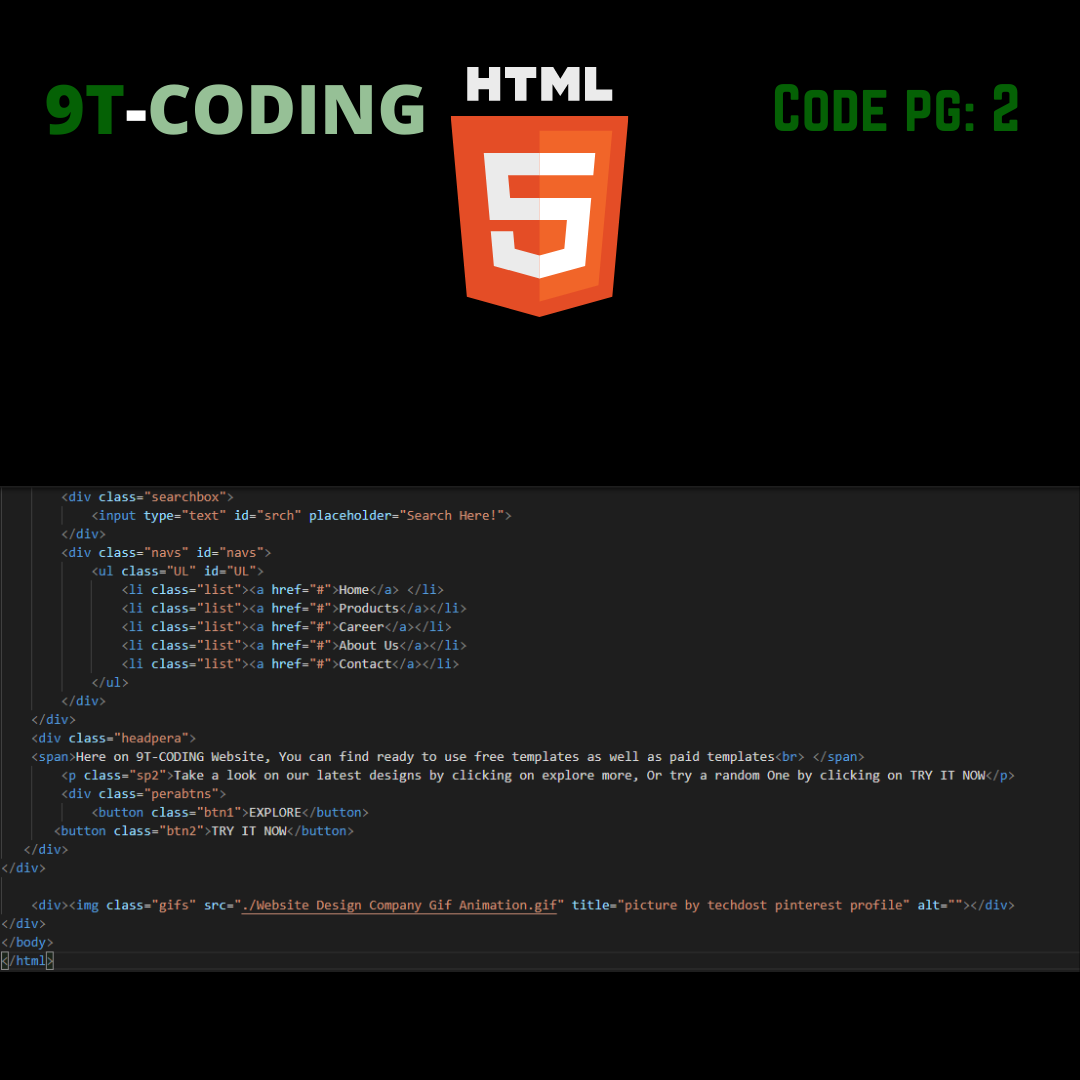 9T-CODING
HTML
5
Code pg: 2
<div class="searchbox">
<input type="text" id="srch" placeholder="Search Here!">
</div>
<div class="navs" id="navs">
<ul class="UL" id="UL">
<li class="list"><a href="#">Home</a> </li>
<li class="list"><a href="#">Products</a></li>
<li class="list"><a href="#">Career</a></li>
<li class="list"><a href="#">About Us</a></li>
<li class="list"><a href="#">Contact</a></li>
</ul>
</div>
</div>
<div class="headpera">
<span>Here on 9T-CODING Website, You can find ready to use free templates as well as paid templates<br> </span>
<p class="sp2">Take a look on our latest designs by clicking on explore more, Or try a random One by clicking on TRY IT NOW</p>
<div class="perabtns">
<button class="btn1">EXPLORE</button>
<button class="btn2">TRY IT NOW</button>
</div>
</div>
<div><img class="gifs" src="./Website Design Company Gif Animation.gif" title="picture by techdost pinterest profile" alt=""></div>
</div>
</body>
</html>